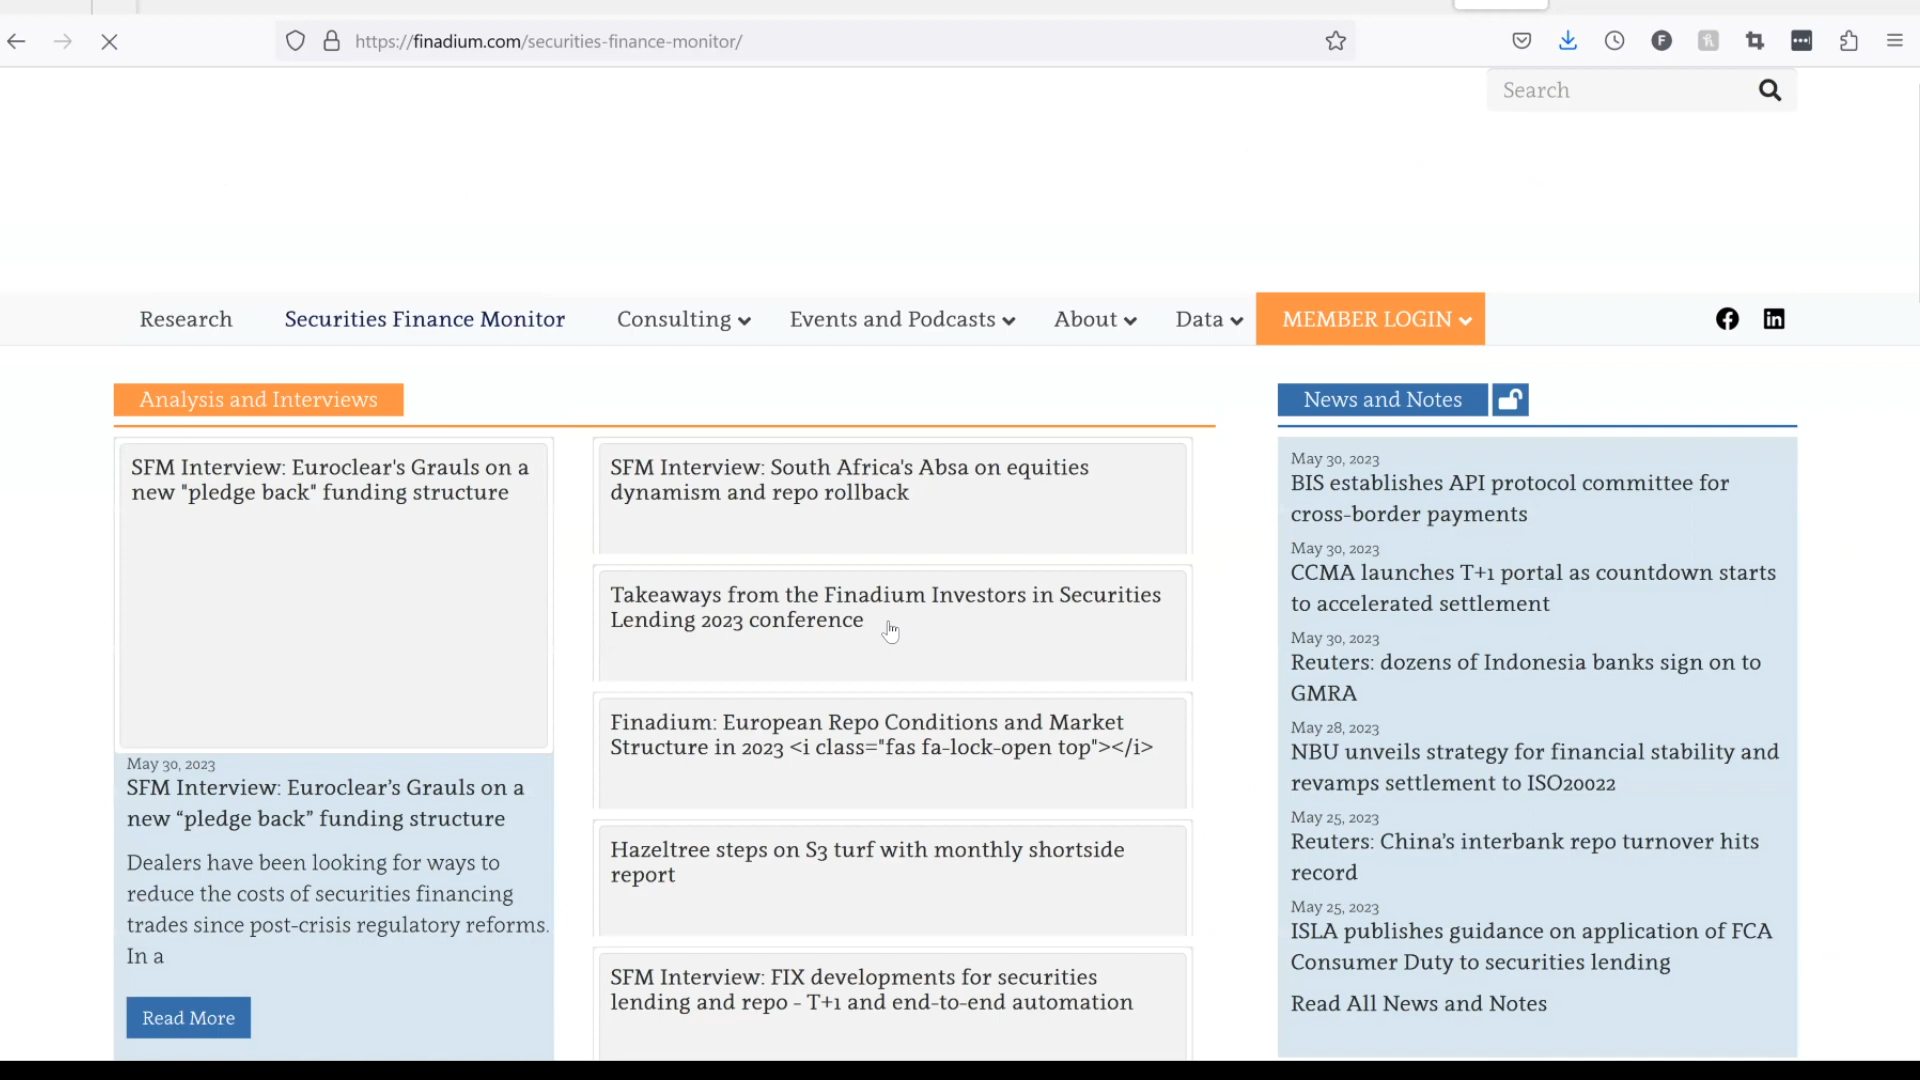 https://finadium.com/securities-finance-monitor/
Search
Research
Securities Finance Monitor
Consulting
Events and Podcasts
About
Data
MEMBER LOGIN
Analysis and Interviews
SFM Interview: Euroclear's Grauls on a
new "pledge back" funding structure
May 30, 2023
SFM Interview: Euroclear’s Grauls on a
new “pledge back” funding structure
Dealers have been looking for ways to
reduce the costs of securities financing
trades since post-crisis regulatory reforms.
In a
Read More
SFM Interview: South Africa's Absa on equities
dynamism and repo rollback
Takeaways from the Finadium Investors in Securities
Lending 2023 conference
Finadium: European Repo Conditions and Market
Structure in 2023 <i class="fas fa-lock-open top"></i>
Hazeltree steps on S3 turf with monthly shortside
report
SFM Interview: FIX developments for securities
lending and repo - T+1 and end-to-end automation
News and Notes
May 30, 2023
BIS establishes API protocol committee for
cross-border payments
May 30, 2023
CCMA launches T+1 portal as countdown starts
to accelerated settlement
May 30, 2023
Reuters: dozens of Indonesia banks sign on to
GMRA
May 28, 2023
NBU unveils strategy for financial stability and
revamps settlement to ISO20022
May 25, 2023
Reuters: China’s interbank repo turnover hits
record
May 25, 2023
ISLA publishes guidance on application of FCA
Consumer Duty to securities lending
Read All News and Notes